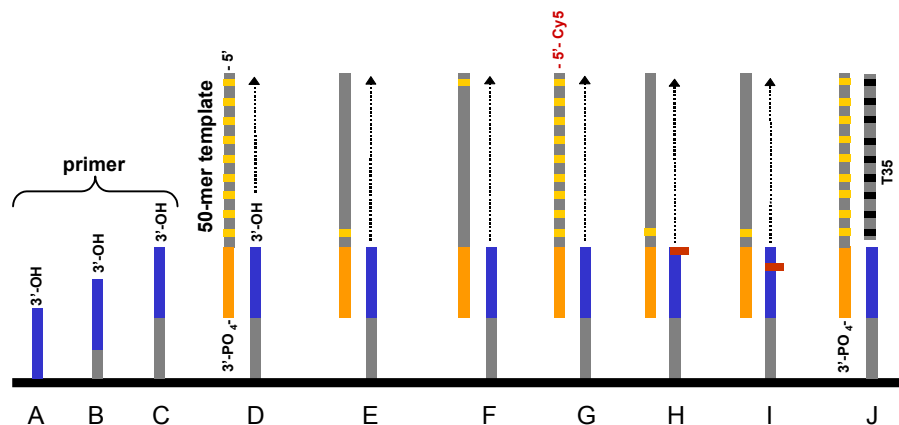 primer
3’-OH
3’-OH
3’-OH
50-mer template
- 5’
3’-OH
3’-PO4-
- 5’- Cy5
T35
3’-PO4-
A B C D E F G H I J